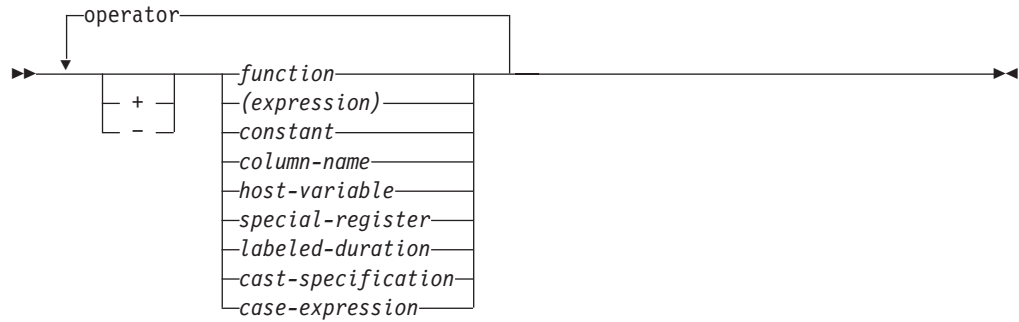 operator
function
+
(expression)
−
constant
column-name
host-variable
special-register
labeled-duration
cast-specification
case-expression